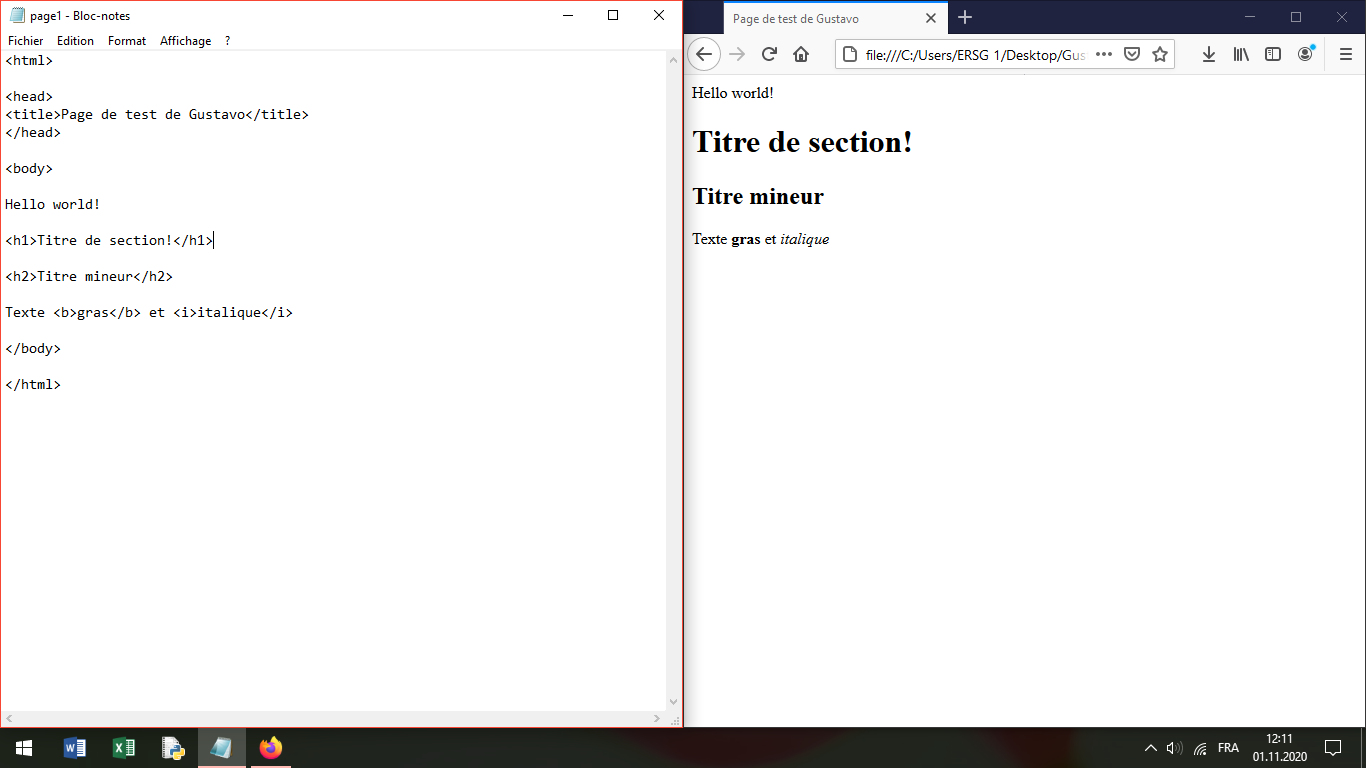 page1 - Bloc-notes
Fichier Edition Format Affichage ?
<html>
<head>
<title>Page de test de Gustavo</title>
</head>
<body>
Hello world!
<h1>Titre de section!</h1>
<h2>Titre mineur</h2>
Texte <b>gras</b> et <i>italique</i>
</body>
</html>
Page de test de Gustavo
file:///C:/Users/ERSG 1/Desktop/Gus
Hello world!
Titre de section!
Titre mineur
Texte gras et italique
FRA
12:11
01.11.2020